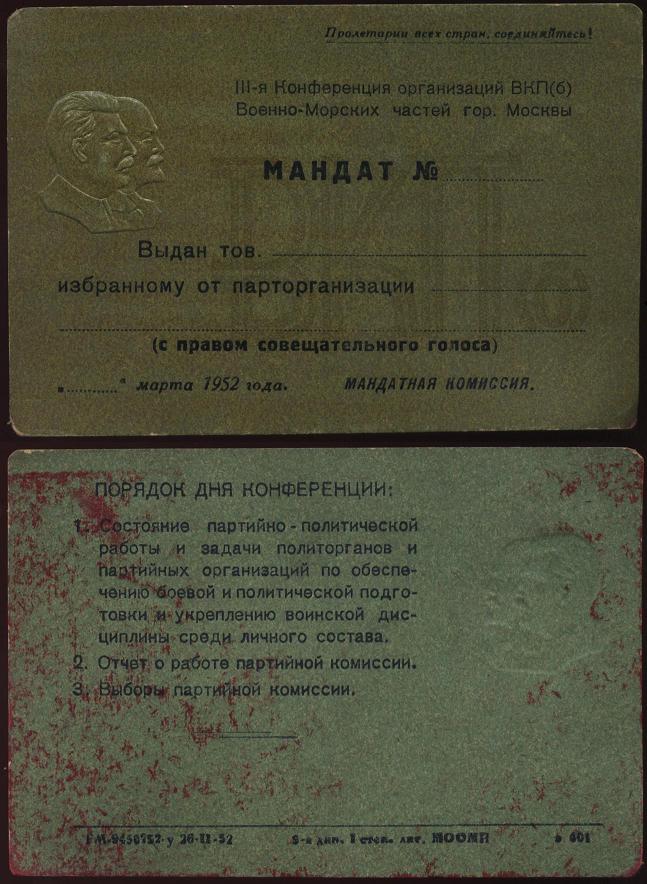 Пролетарии всех стран, соединяйтесь!
III-я Конференция организаций ВКП(б)
Военно-Морских частей гор. Москвы
МАНДАТ №
Выдан тов.
избранному от парторганизации
(с правом совещательного голоса)
„ “ марта 1952 года. МАНДАТНАЯ КОМИССИЯ.
ПОРЯДОК ДНЯ КОНФЕРЕНЦИИ:
1. Состояние партийно-политической
работы и задачи политорганов и
партийных организаций по обеспе-
чению боевой и политической подго-
товки и укреплению воинской дис-
циплины среди личного состава.
2. Отчет о работе партийной комиссии.
3. Выборы партийной комиссии.